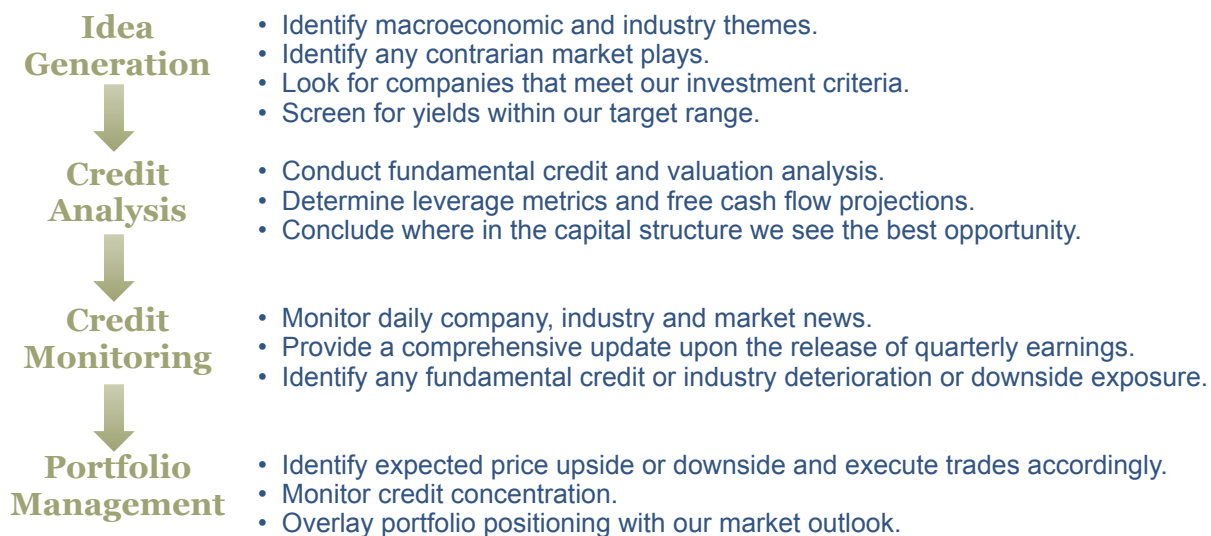 Idea
Generation
• Identify macroeconomic and industry themes.
• Identify any contrarian market plays.
• Look for companies that meet our investment criteria.
• Screen for yields within our target range.
Credit
Analysis
• Conduct fundamental credit and valuation analysis.
• Determine leverage metrics and free cash flow projections.
• Conclude where in the capital structure we see the best opportunity.
Credit
Monitoring
• Monitor daily company, industry and market news.
• Provide a comprehensive update upon the release of quarterly earnings.
• Identify any fundamental credit or industry deterioration or downside exposure.
Portfolio
Management
• Identify expected price upside or downside and execute trades accordingly.
• Monitor credit concentration.
• Overlay portfolio positioning with our market outlook.